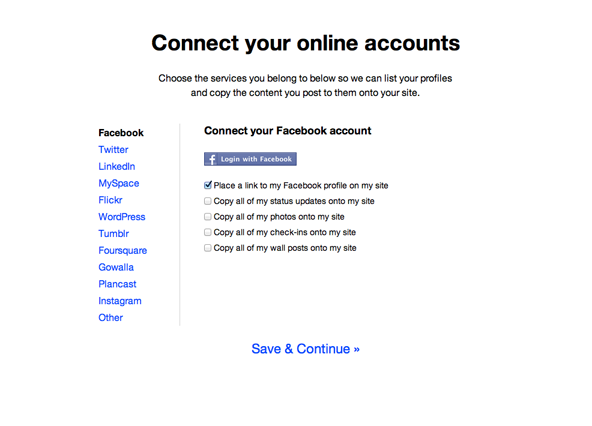 Connect your online accounts
Choose the services you belong to below so we can list your profiles
and copy the content you post to them onto your site.
Facebook
Twitter
LinkedIn
MySpace
Flickr
WordPress
Tumblr
Foursquare
Gowalla
Plancast
Instagram
Other
Connect your Facebook account
f Login with Facebook
Place a link to my Facebook profile on my site
Copy all of my status updates onto my site
Copy all of my photos onto my site
Copy all of my check-ins onto my site
Copy all of my wall posts onto my site
Save & Continue »